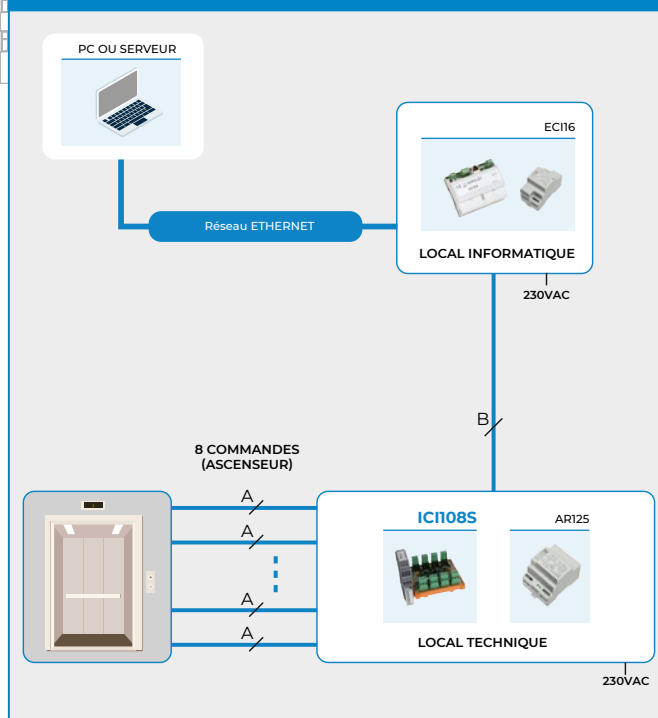 PC OU SERVEUR
ECI16
Réseau ETHERNET
LOCAL INFORMATIQUE
230VAC
B
8 COMMANDES
(ASCENSEUR)
A
A
A
A
ICI108S
AR125
LOCAL TECHNIQUE
230VAC